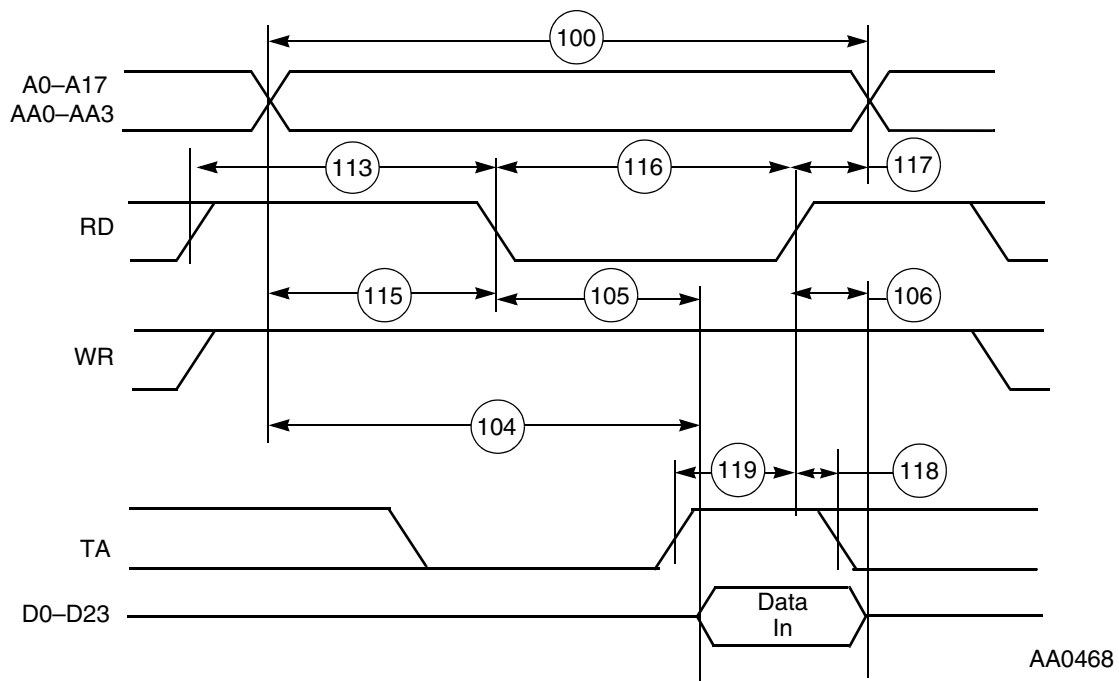 100
A0–A17
AA0–AA3
113
116
117
RD
115
105
106
WR
104
119
118
TA
D0–D23
Data
In
AA0468